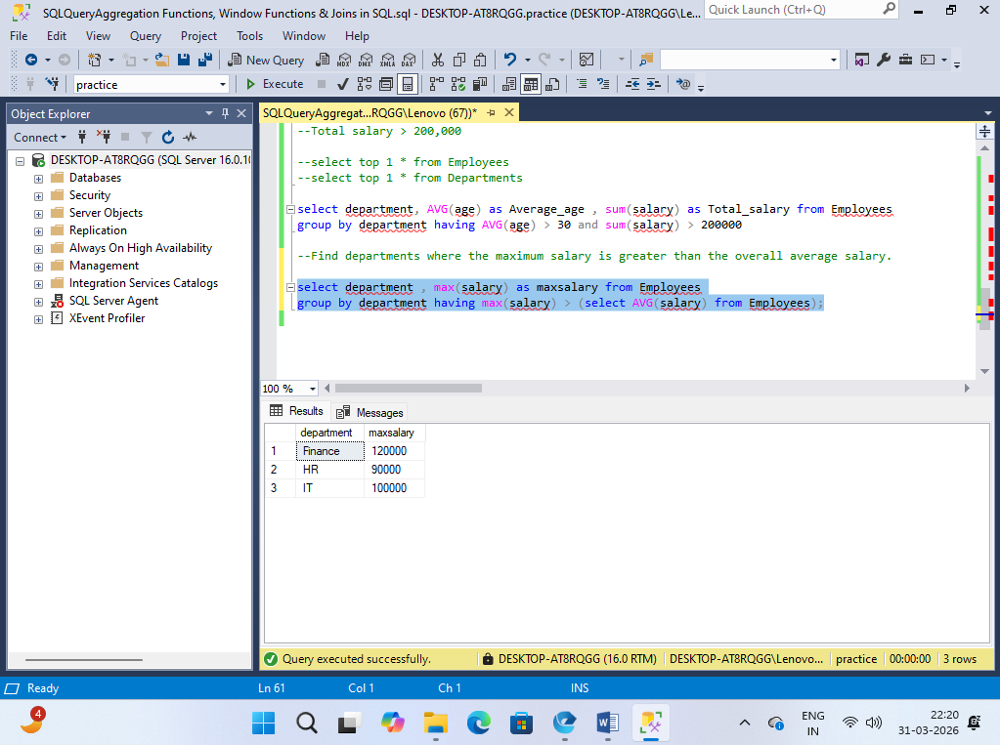 SQLQueryAggregation Functions, Window Functions & Joins in SQL.sql - DESKTOP-AT8RQGG.practice (DESKTOP-AT8RQGG\Le...
Quick Launch (Ctrl+Q)
File Edit View Query Project Tools Window Help
New Query
MDX DMX XMLA DAX
practice
Execute
Object Explorer
SQLQueryAggregat...RQGG\Lenovo (67))*
Connect
DESKTOP-AT8RQGG (SQL Server 16.0.10
Databases
Security
Server Objects
Replication
Always On High Availability
Management
Integration Services Catalogs
SQL Server Agent
XEvent Profiler
--Total salary > 200,000
--select top 1 * from Employees
--select top 1 * from Departments
select department, AVG(age) as Average_age , sum(salary) as Total_salary from Employees
group by department having AVG(age) > 30 and sum(salary) > 200000
--Find departments where the maximum salary is greater than the overall average salary.
select department , max(salary) as maxsalary from Employees
group by department having max(salary) > (select AVG(salary) from Employees);
100 %
Results Messages
department maxsalary
1 Finance 120000
2 HR 90000
3 IT 100000
Query executed successfully. DESKTOP-AT8RQGG (16.0 RTM) DESKTOP-AT8RQGG\Lenovo... practice 00:00:00 3 rows
Ready Ln 61 Col 1 Ch 1 INS
4
ENG
IN
22:20
31-03-2026